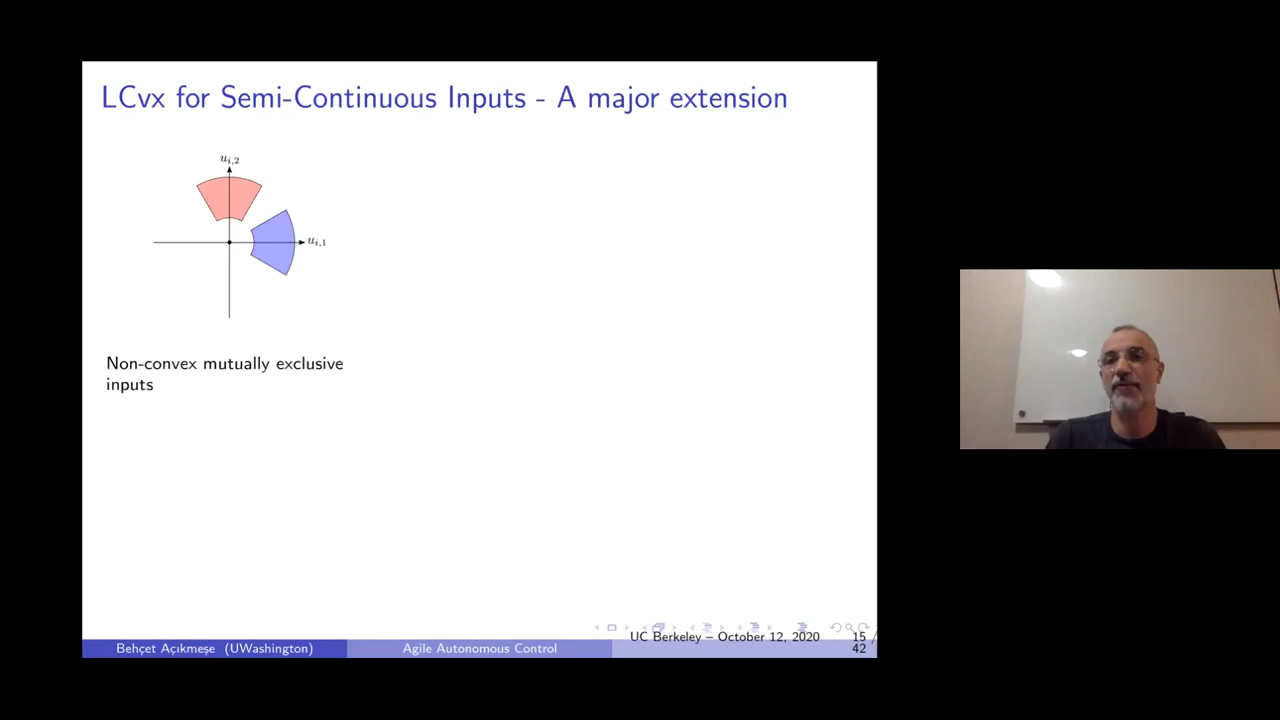 LCvx for Semi-Continuous Inputs - A major extension
u_{i,2}
u_{i,1}
Non-convex mutually exclusive
inputs
UC Berkeley – October 12, 2020 15 /
Behçet Açıkmeşe (UWashington) Agile Autonomous Control 42